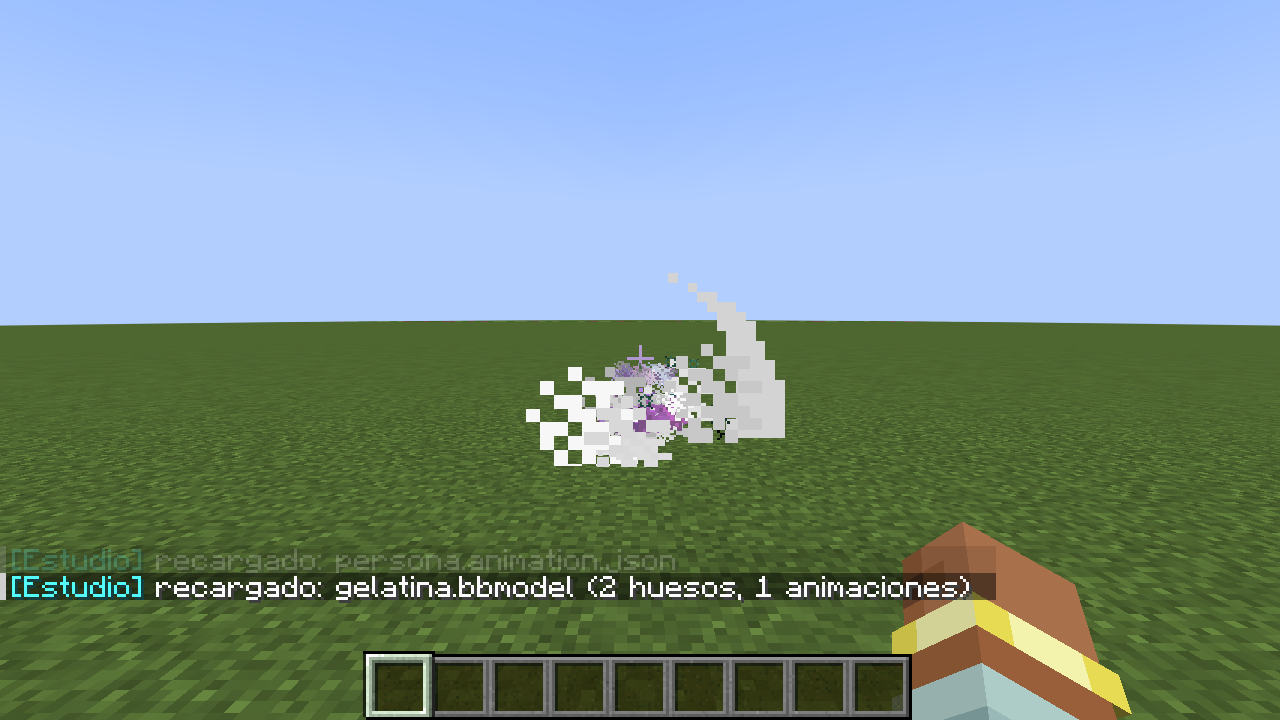 [Estudio] recargado: persona.animation.json
[Estudio] recargado: gelatina.bbmodel (2 huesos, 1 animaciones)